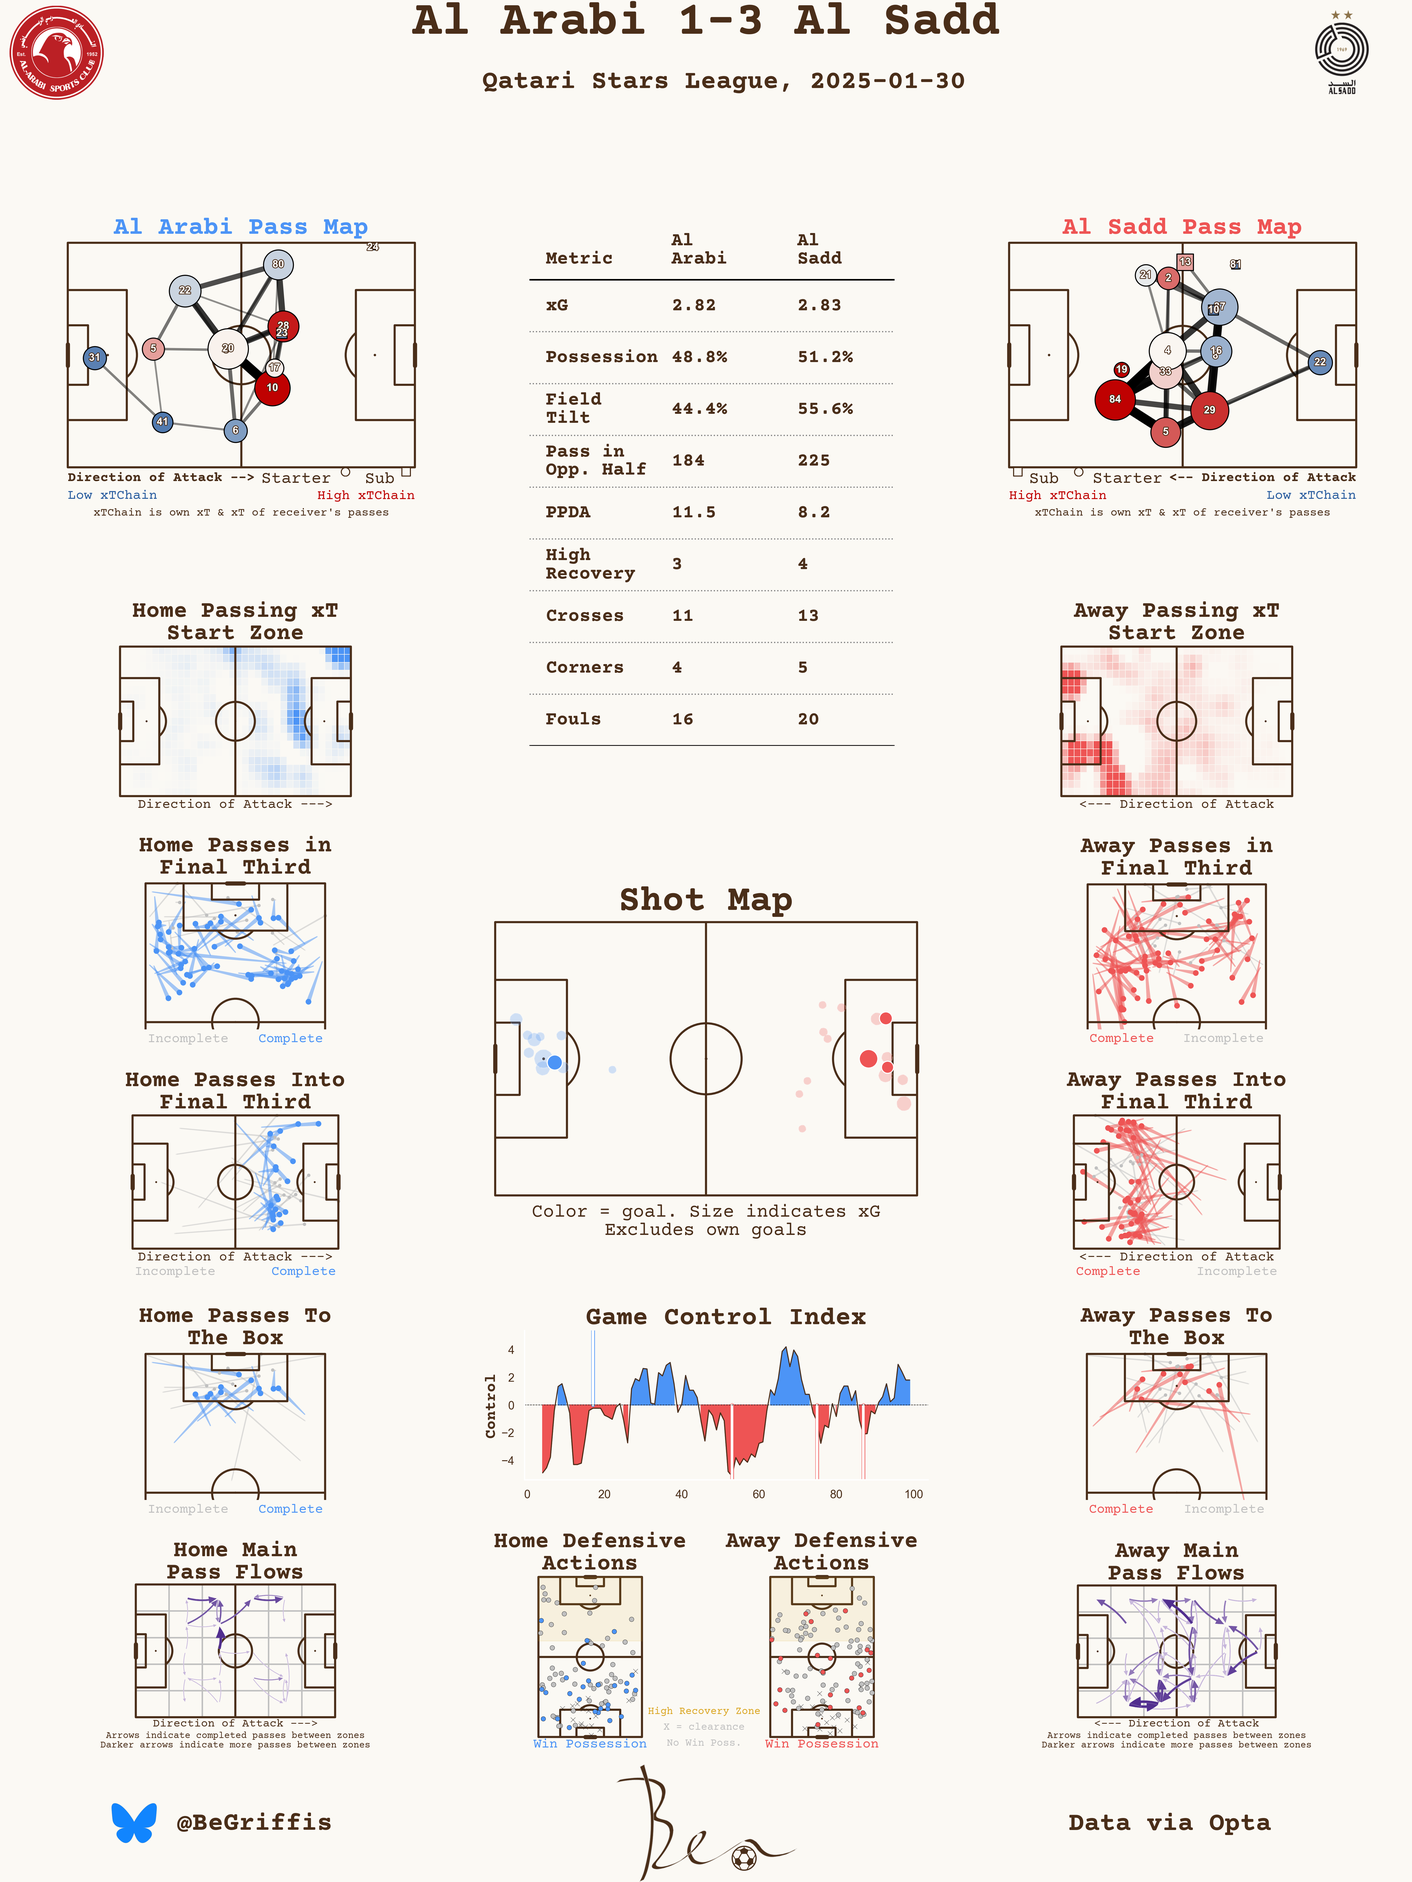 Al Arabi 1-3 Al Sadd
Qatari Stars League, 2025-01-30
Est. 1952
AL-ARABI SPORTS CLUB
1969
السد
ALSADD
Al Arabi Pass Map
24
80
22
28
23
20
5
31
17
10
41
6
Direction of Attack --> Starter Sub
Low xTChain High xTChain
xTChain is own xT & xT of receiver's passes
Metric Al Arabi Al Sadd
xG 2.82 2.83
Possession 48.8% 51.2%
Field Tilt 44.4% 55.6%
Pass in Opp. Half 184 225
PPDA 11.5 8.2
High Recovery 3 4
Crosses 11 13
Corners 4 5
Fouls 16 20
Al Sadd Pass Map
13
81
21
2
10
4
16
22
19
33
84
29
5
Sub Starter <-- Direction of Attack
High xTChain Low xTChain
xTChain is own xT & xT of receiver's passes
Home Passing xT
Start Zone
Direction of Attack --->
Away Passing xT
Start Zone
<--- Direction of Attack
Home Passes in
Final Third
Incomplete Complete
Away Passes in
Final Third
Complete Incomplete
Shot Map
Color = goal. Size indicates xG
Excludes own goals
Home Passes Into
Final Third
Direction of Attack --->
Incomplete Complete
Away Passes Into
Final Third
<--- Direction of Attack
Complete Incomplete
Home Passes To
The Box
Incomplete Complete
Game Control Index
Control
4
2
0
−2
−4
0 20 40 60 80 100
Away Passes To
The Box
Complete Incomplete
Home Main
Pass Flows
Direction of Attack --->
Arrows indicate completed passes between zones
Darker arrows indicate more passes between zones
Home Defensive
Actions
Win Possession
High Recovery Zone
X = clearance
No Win Poss.
Away Defensive
Actions
Win Possession
Away Main
Pass Flows
<--- Direction of Attack
Arrows indicate completed passes between zones
Darker arrows indicate more passes between zones
@BeGriffis
Ben
Data via Opta